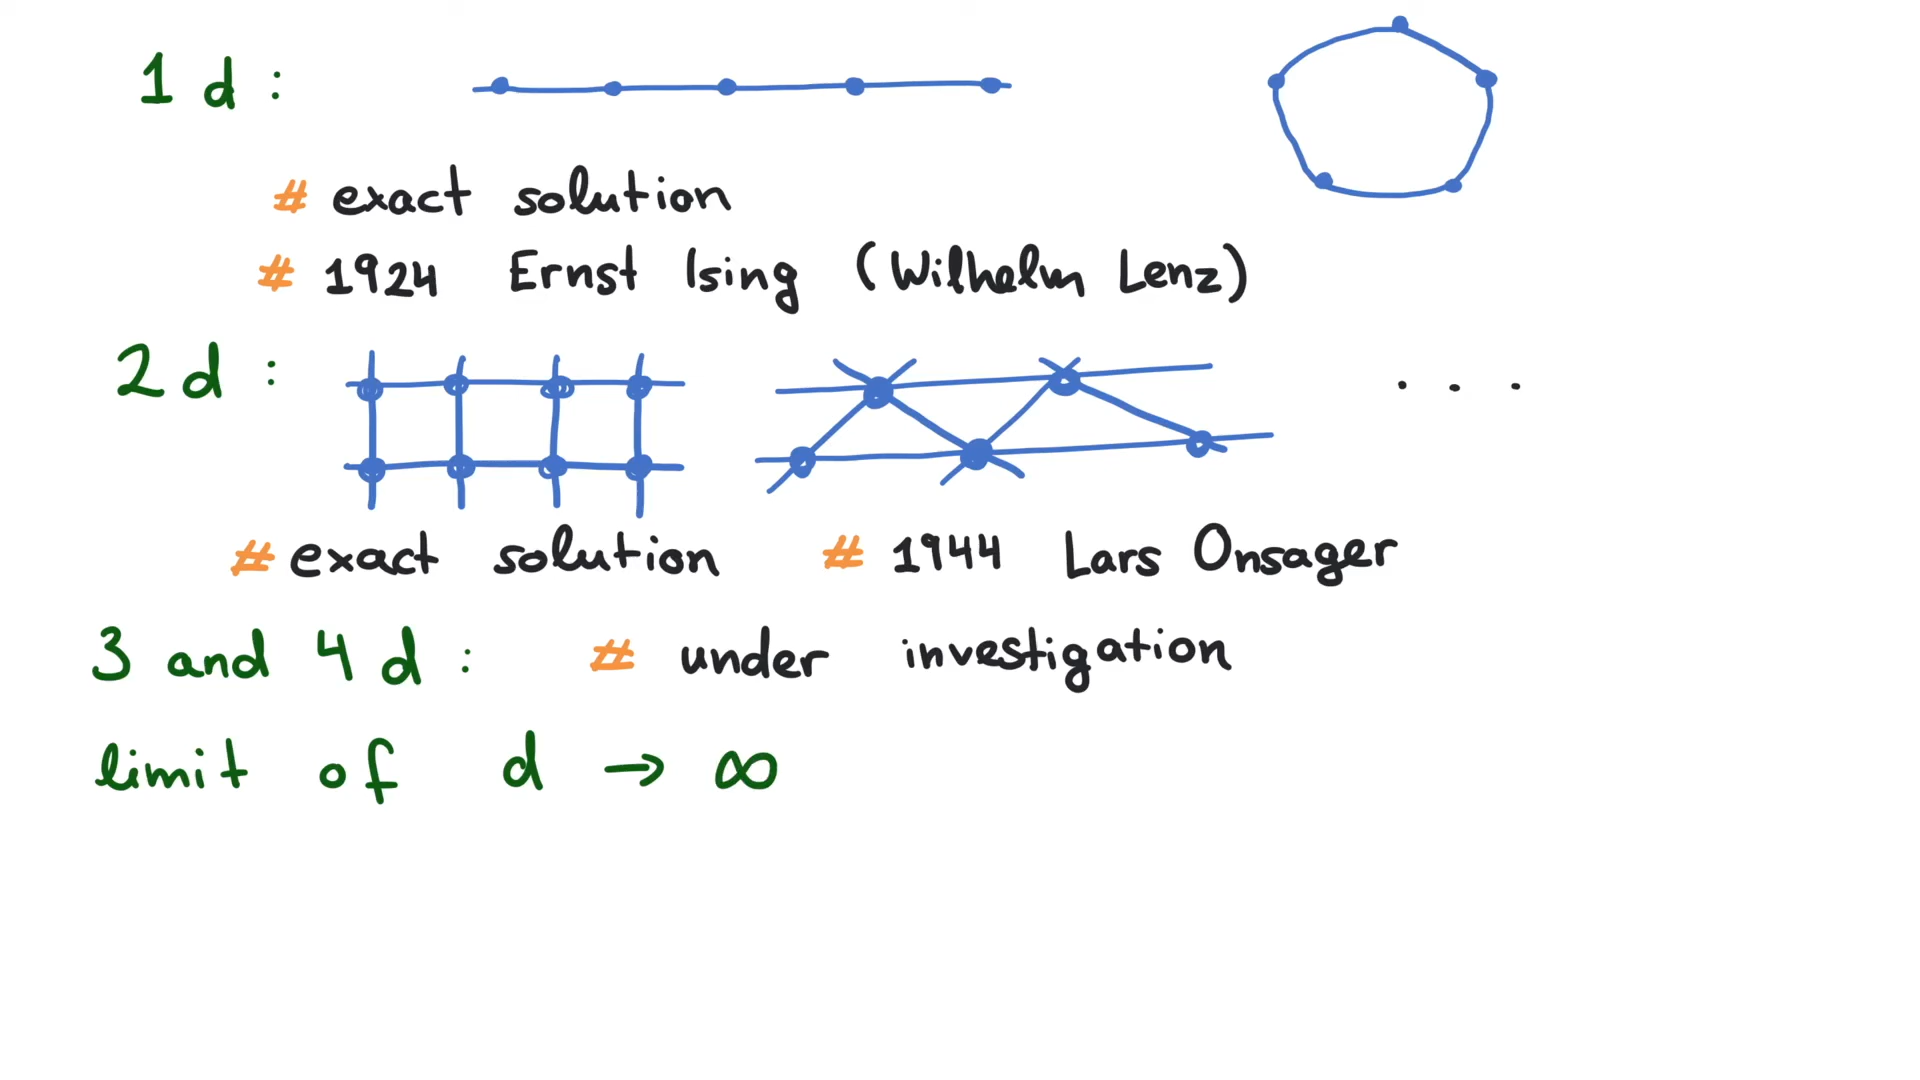 1 d :
# exact solution
# 1924 Ernst Ising (Wilhelm Lenz)
2 d : . . .
# exact solution # 1944 Lars Onsager
3 and 4 d : # under investigation
limit of d → ∞